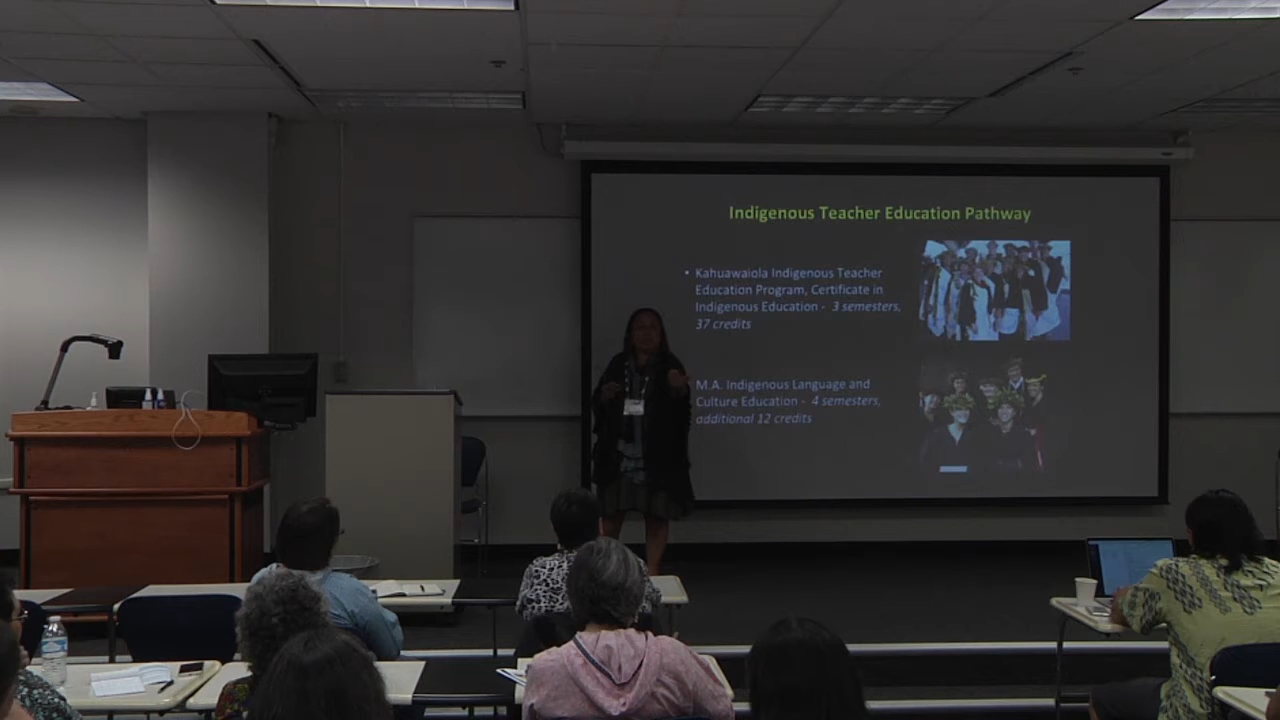 Indigenous Teacher Education Pathway
• Kahuawaiola Indigenous Teacher
Education Program, Certificate in
Indigenous Education - 3 semesters,
37 credits
M.A. Indigenous Language and
Culture Education - 4 semesters,
additional 12 credits